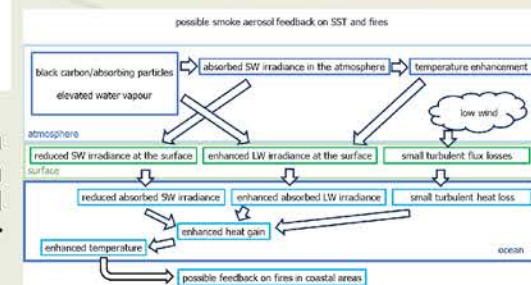 possible smoke aerosol feedback on SST and fires
black carbon/absorbing particles
elevated water vapour
absorbed SW irradiance in the atmosphere
temperature enhancement
low wind
atmosphere
reduced SW irradiance at the surface
enhanced LW irradiance at the surface
small turbulent flux losses
surface
reduced absorbed SW irradiance
enhanced absorbed LW irradiance
small turbulent heat loss
enhanced heat gain
enhanced temperature
ocean
possible feedback on fires in coastal areas